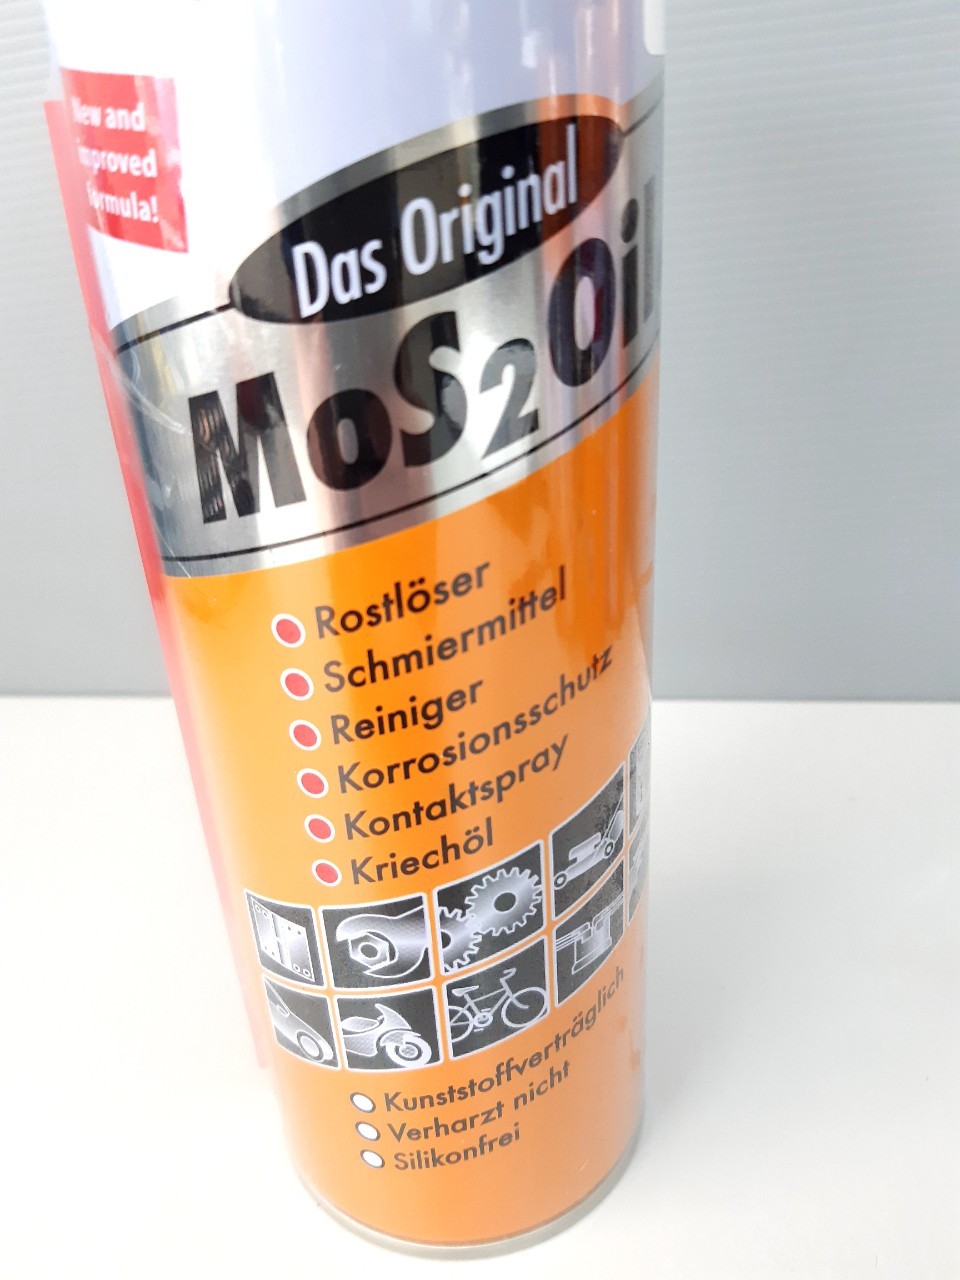 New and
improved
formula!
Das Original
MoS2Oil
Rostlöser
Schmiermittel
Reiniger
Korrosionsschutz
Kontaktspray
Kriechöl
Kunststoffverträglich
Verharzt nicht
Silikonfrei